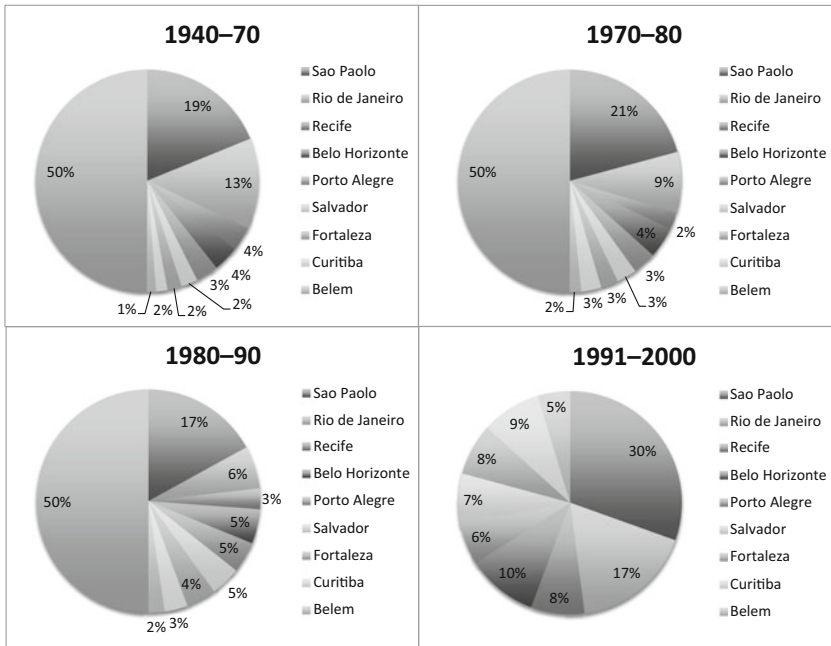 1940–70
19%
13%
4%
4%
3%
2%
2%
2%
1%
50%
Sao Paolo
Rio de Janeiro
Recife
Belo Horizonte
Porto Alegre
Salvador
Fortaleza
Curitiba
Belem
1970–80
21%
9%
2%
4%
3%
3%
3%
3%
2%
50%
Sao Paolo
Rio de Janeiro
Recife
Belo Horizonte
Porto Alegre
Salvador
Fortaleza
Curitiba
Belem
1980–90
17%
6%
3%
5%
5%
5%
4%
3%
2%
50%
Sao Paolo
Rio de Janeiro
Recife
Belo Horizonte
Porto Alegre
Salvador
Fortaleza
Curitiba
Belem
1991–2000
30%
17%
8%
10%
6%
7%
8%
9%
5%
Sao Paolo
Rio de Janeiro
Recife
Belo Horizonte
Porto Alegre
Salvador
Fortaleza
Curitiba
Belem